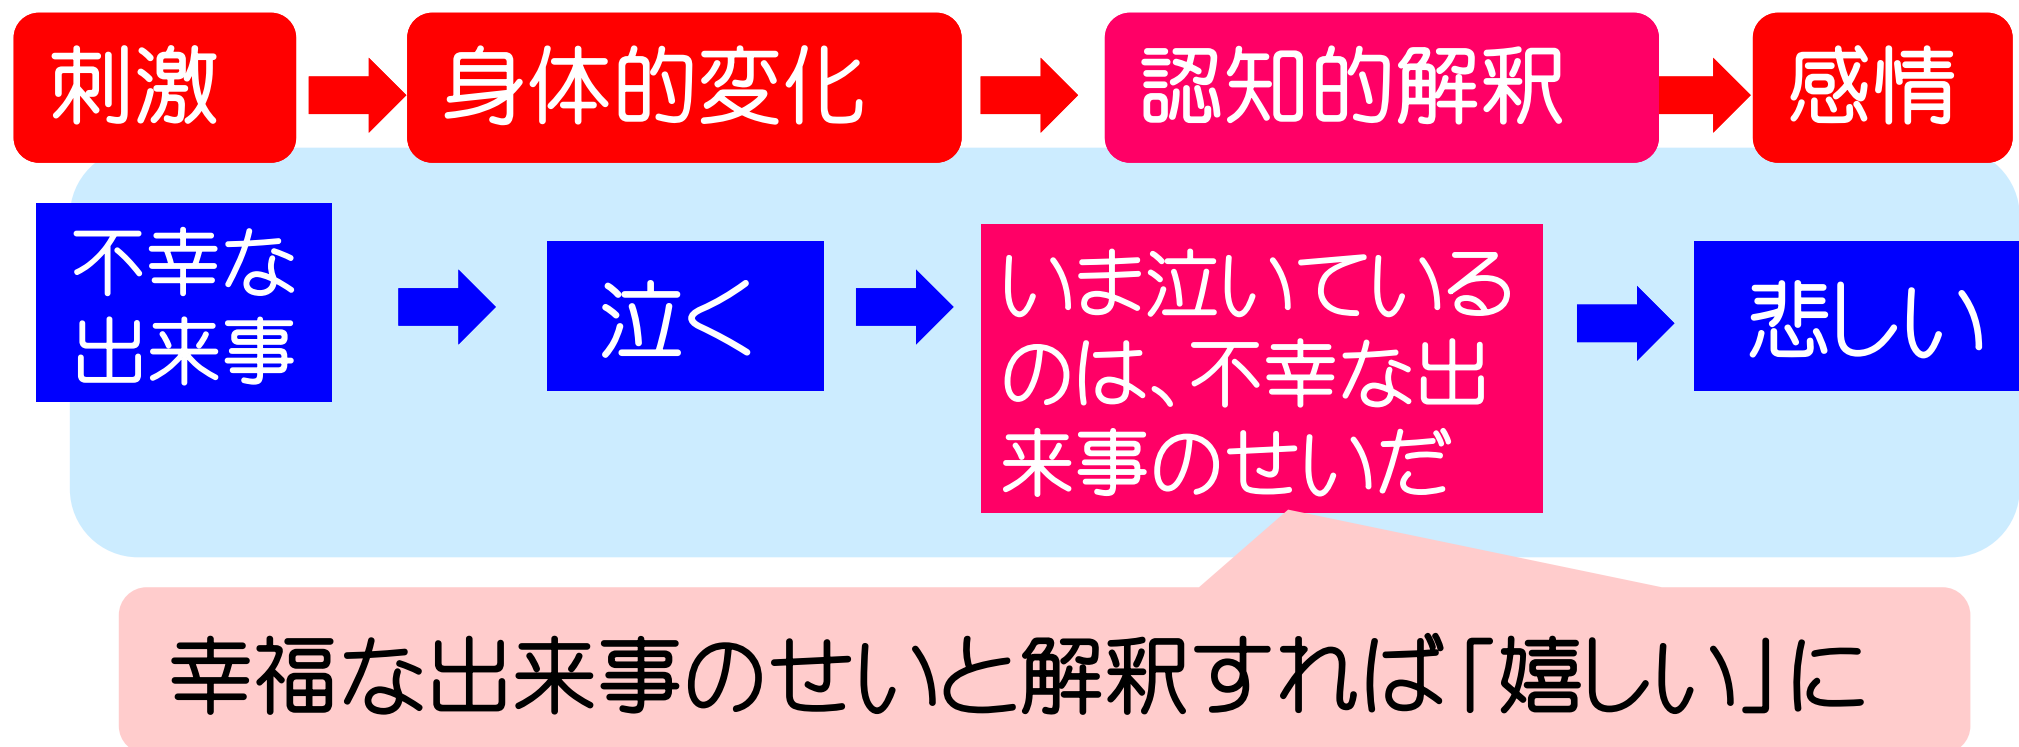 刺激
身体的変化
認知的解釈
感情
不幸な
出来事
泣く
いま泣いている
のは、不幸な出
来事のせいだ
悲しい
幸福な出来事のせいと解釈すれば「嬉しい」に